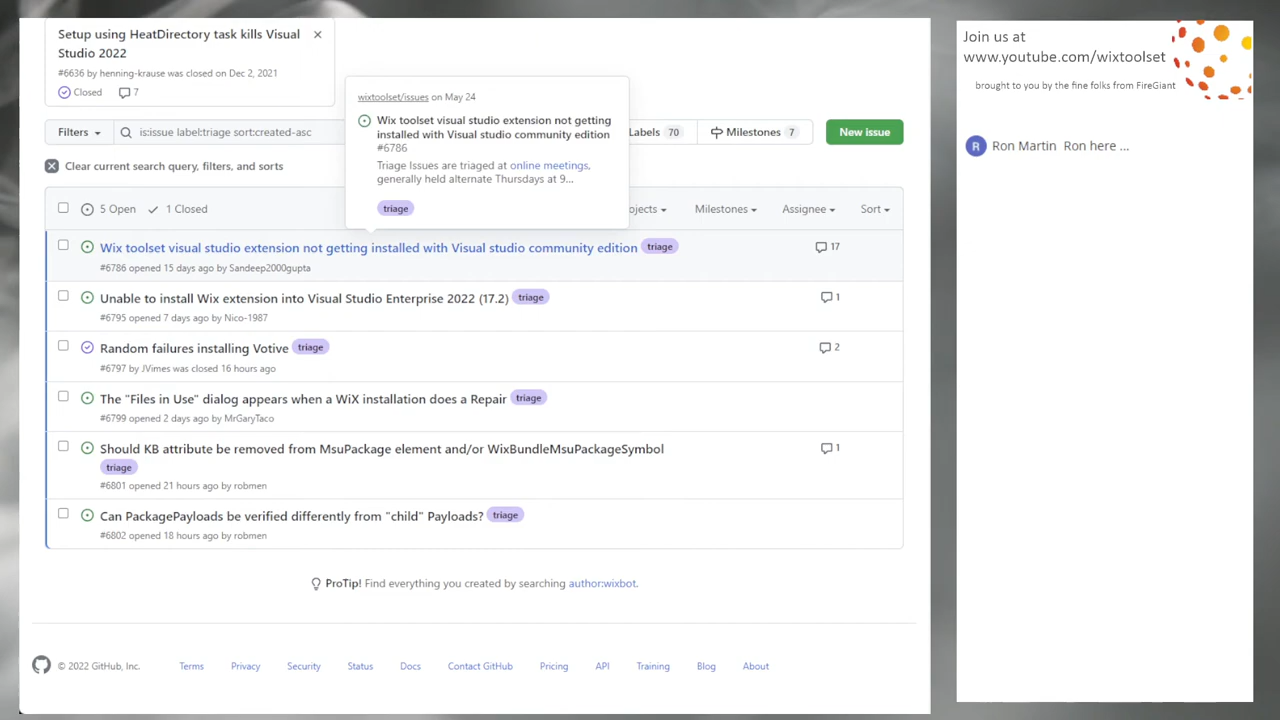 Setup using HeatDirectory task kills Visual
Studio 2022
#6636 by henning-krause was closed on Dec 2, 2021
Closed 7
wixtoolset/issues on May 24
Wix toolset visual studio extension not getting
installed with Visual studio community edition
#6786
Triage Issues are triaged at online meetings,
generally held alternate Thursdays at 9...
triage
Filters is:issue label:triage sort:created-asc
Labels 70 Milestones 7 New issue
Clear current search query, filters, and sorts
5 Open 1 Closed ojects Milestones Assignee Sort
Wix toolset visual studio extension not getting installed with Visual studio community edition triage 17
#6786 opened 15 days ago by Sandeep2000gupta
Unable to install Wix extension into Visual Studio Enterprise 2022 (17.2) triage 1
#6795 opened 7 days ago by Nico-1987
Random failures installing Votive triage 2
#6797 by JVimes was closed 16 hours ago
The "Files in Use" dialog appears when a WiX installation does a Repair triage
#6799 opened 2 days ago by MrGaryTaco
Should KB attribute be removed from MsuPackage element and/or WixBundleMsuPackageSymbol 1
triage
#6801 opened 21 hours ago by robmen
Can PackagePayloads be verified differently from "child" Payloads? triage
#6802 opened 18 hours ago by robmen
ProTip! Find everything you created by searching author:wixbot.
© 2022 GitHub, Inc. Terms Privacy Security Status Docs Contact GitHub Pricing API Training Blog About
Join us at
www.youtube.com/wixtoolset
brought to you by the fine folks from FireGiant
R Ron Martin Ron here ...